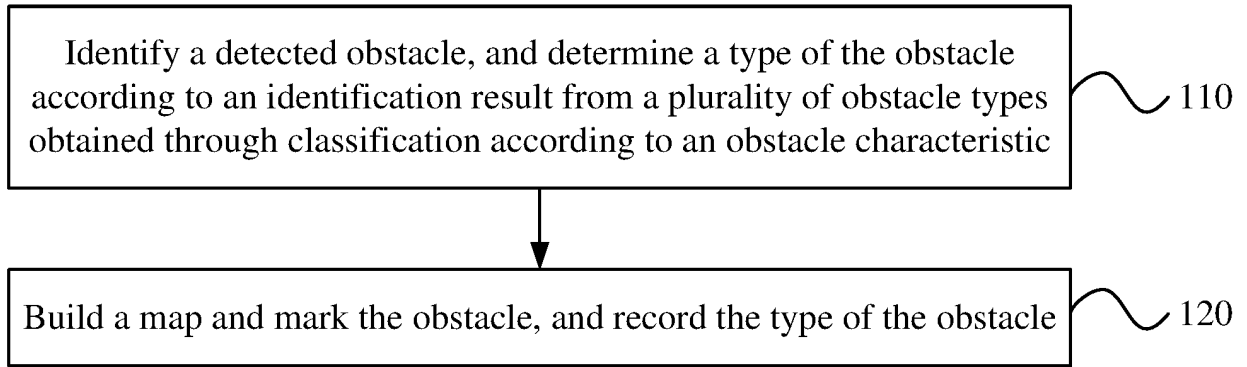 Identify a detected obstacle, and determine a type of the obstacle
according to an identification result from a plurality of obstacle types
obtained through classification according to an obstacle characteristic
110
Build a map and mark the obstacle, and record the type of the obstacle
120